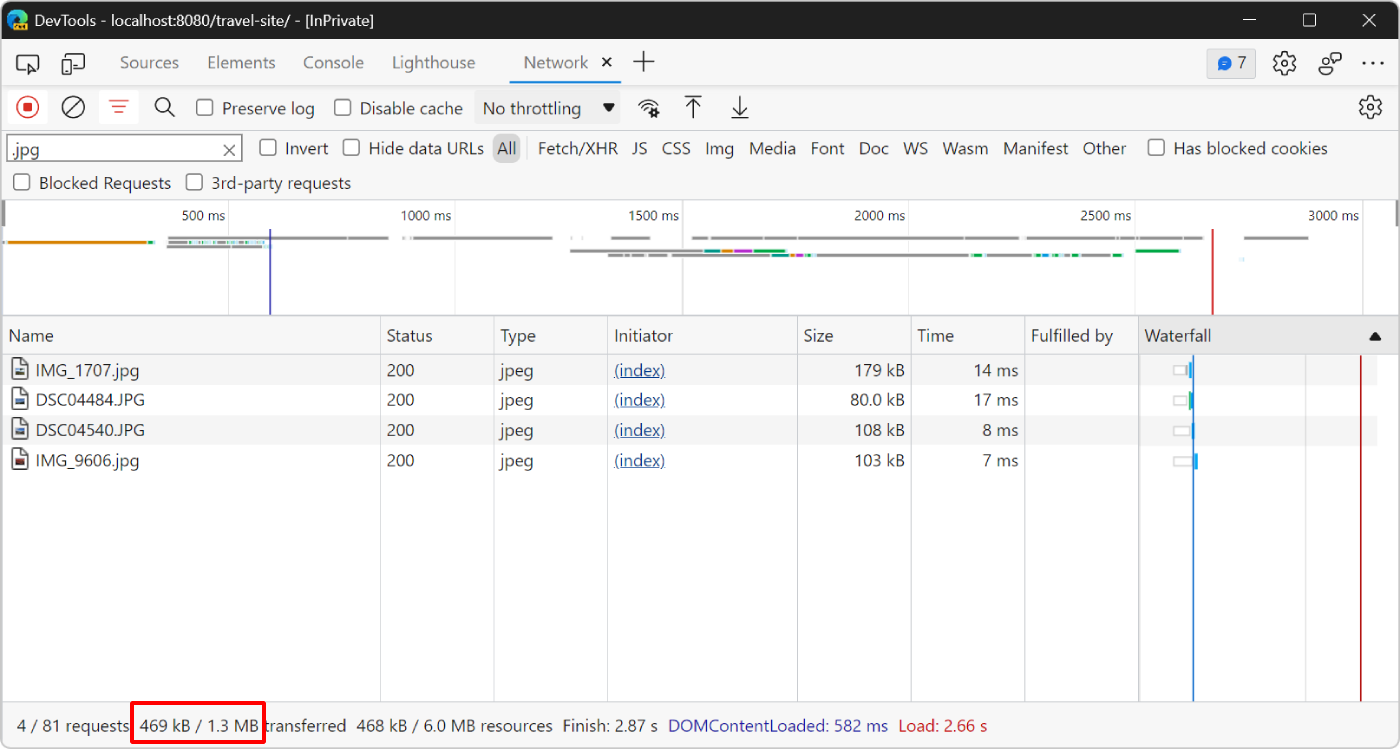 DevTools - localhost:8080/travel-site/ - [InPrivate]
Sources Elements Console Lighthouse Network 7
Preserve log Disable cache No throttling
.jpg Invert Hide data URLs All Fetch/XHR JS CSS Img Media Font Doc WS Wasm Manifest Other Has blocked cookies
Blocked Requests 3rd-party requests
500 ms 1000 ms 1500 ms 2000 ms 2500 ms 3000 ms
Name Status Type Initiator Size Time Fulfilled by Waterfall
IMG_1707.jpg 200 jpeg (index) 179 kB 14 ms
DSC04484.JPG 200 jpeg (index) 80.0 kB 17 ms
DSC04540.JPG 200 jpeg (index) 108 kB 8 ms
IMG_9606.jpg 200 jpeg (index) 103 kB 7 ms
4 / 81 requests 469 kB / 1.3 MB transferred 468 kB / 6.0 MB resources Finish: 2.87 s DOMContentLoaded: 582 ms Load: 2.66 s